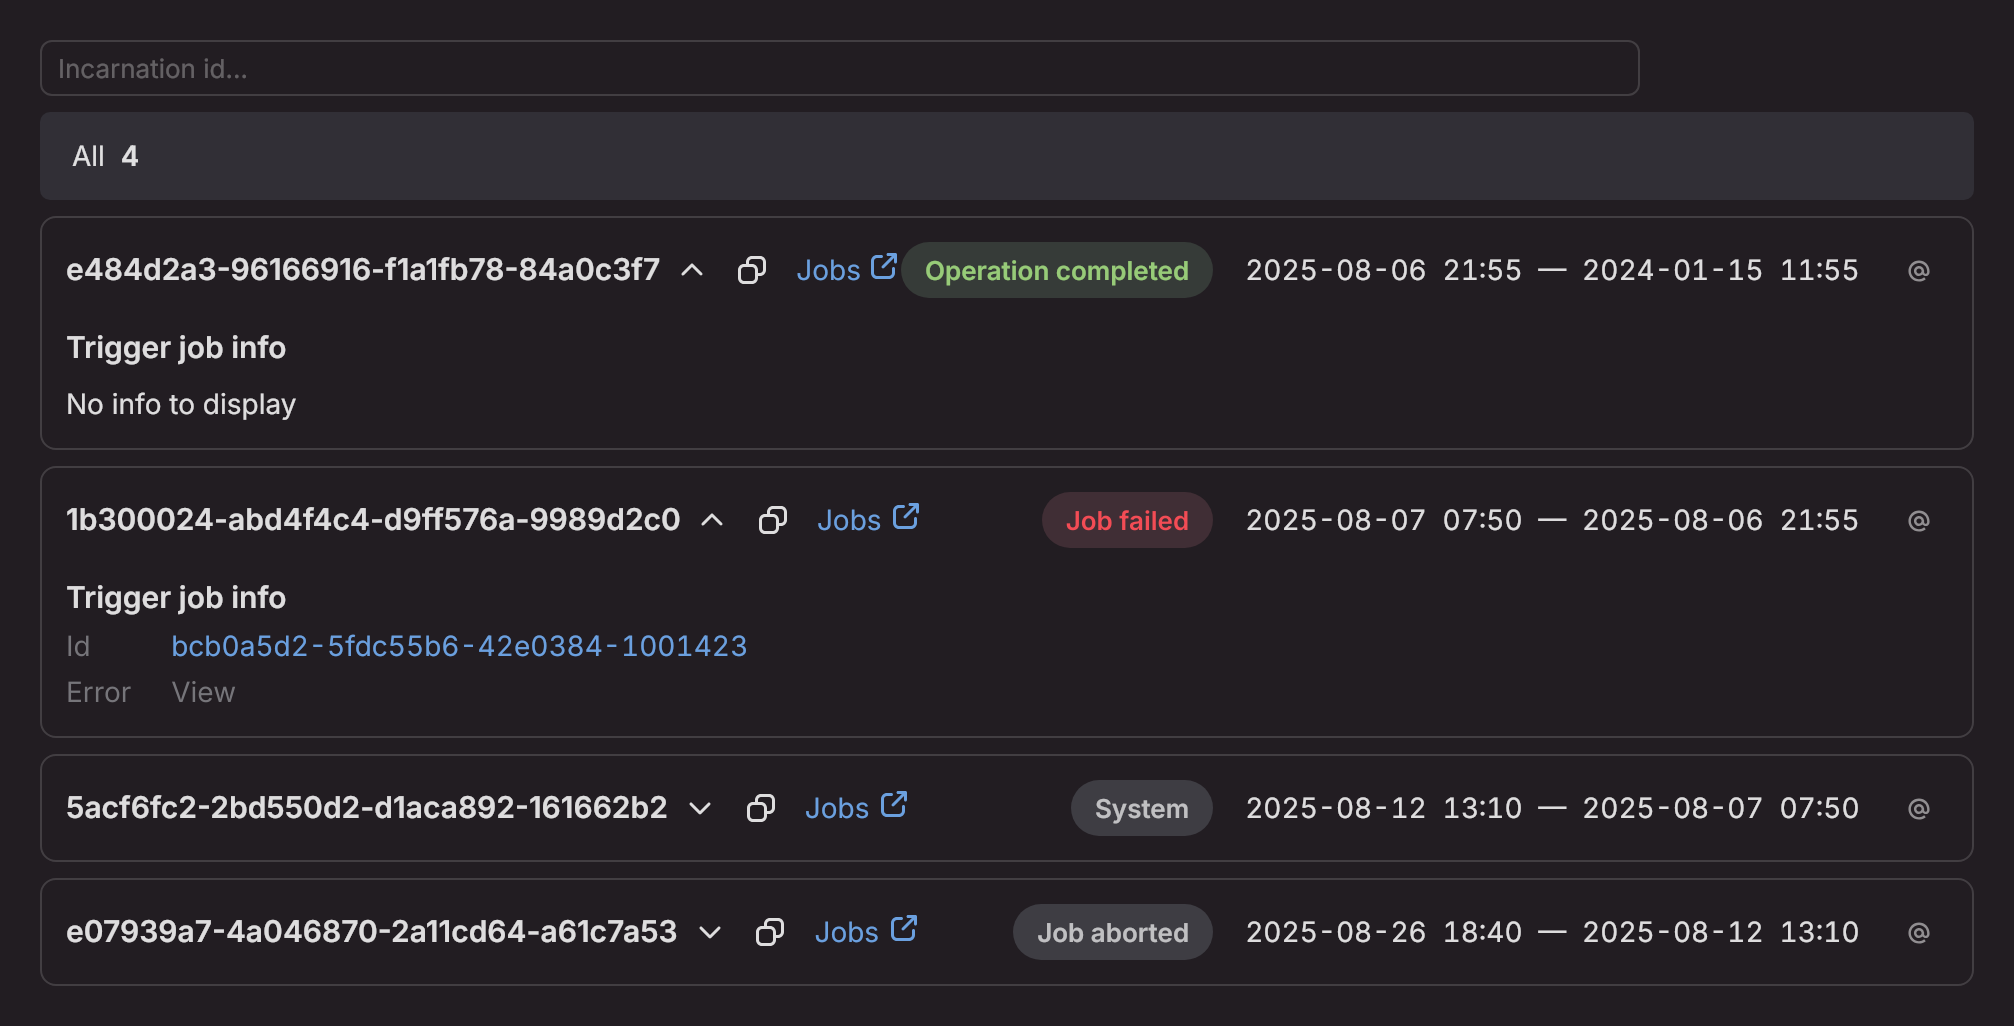 Incarnation id...
All 4
e484d2a3-96166916-f1a1fb78-84a0c3f7 Jobs Operation completed 2025-08-06 21:55 — 2024-01-15 11:55 @
Trigger job info
No info to display
1b300024-abd4f4c4-d9ff576a-9989d2c0 Jobs Job failed 2025-08-07 07:50 — 2025-08-06 21:55 @
Trigger job info
Id bcb0a5d2-5fdc55b6-42e0384-1001423
Error View
5acf6fc2-2bd550d2-d1aca892-161662b2 Jobs System 2025-08-12 13:10 — 2025-08-07 07:50 @
e07939a7-4a046870-2a11cd64-a61c7a53 Jobs Job aborted 2025-08-26 18:40 — 2025-08-12 13:10 @